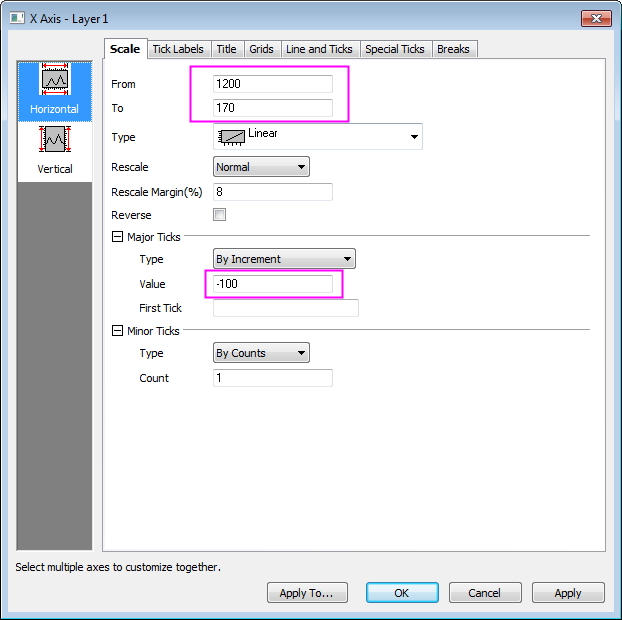 X Axis - Layer1
Scale Tick Labels Title Grids Line and Ticks Special Ticks Breaks
Horizontal
Vertical
From 1200
To 170
Type Linear
Rescale Normal
Rescale Margin(%) 8
Reverse
Major Ticks
Type By Increment
Value -100
First Tick
Minor Ticks
Type By Counts
Count 1
Select multiple axes to customize together.
Apply To... OK Cancel Apply